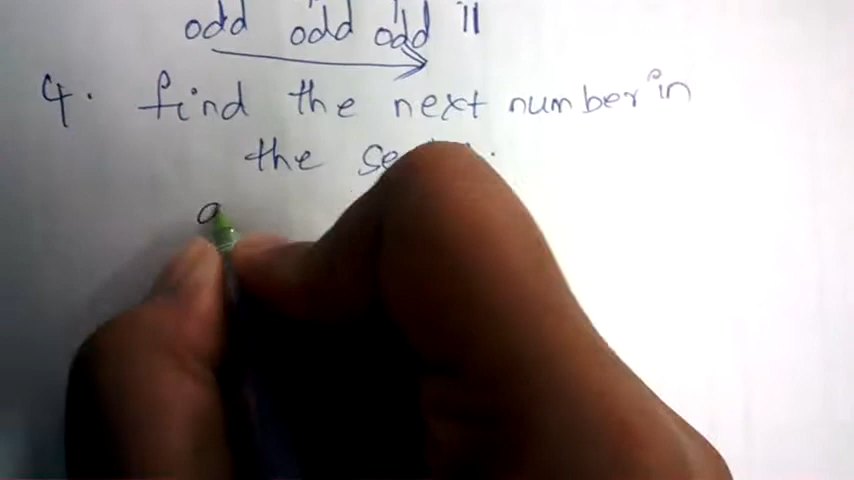 odd odd odd 11
4. find the next number in
the
a